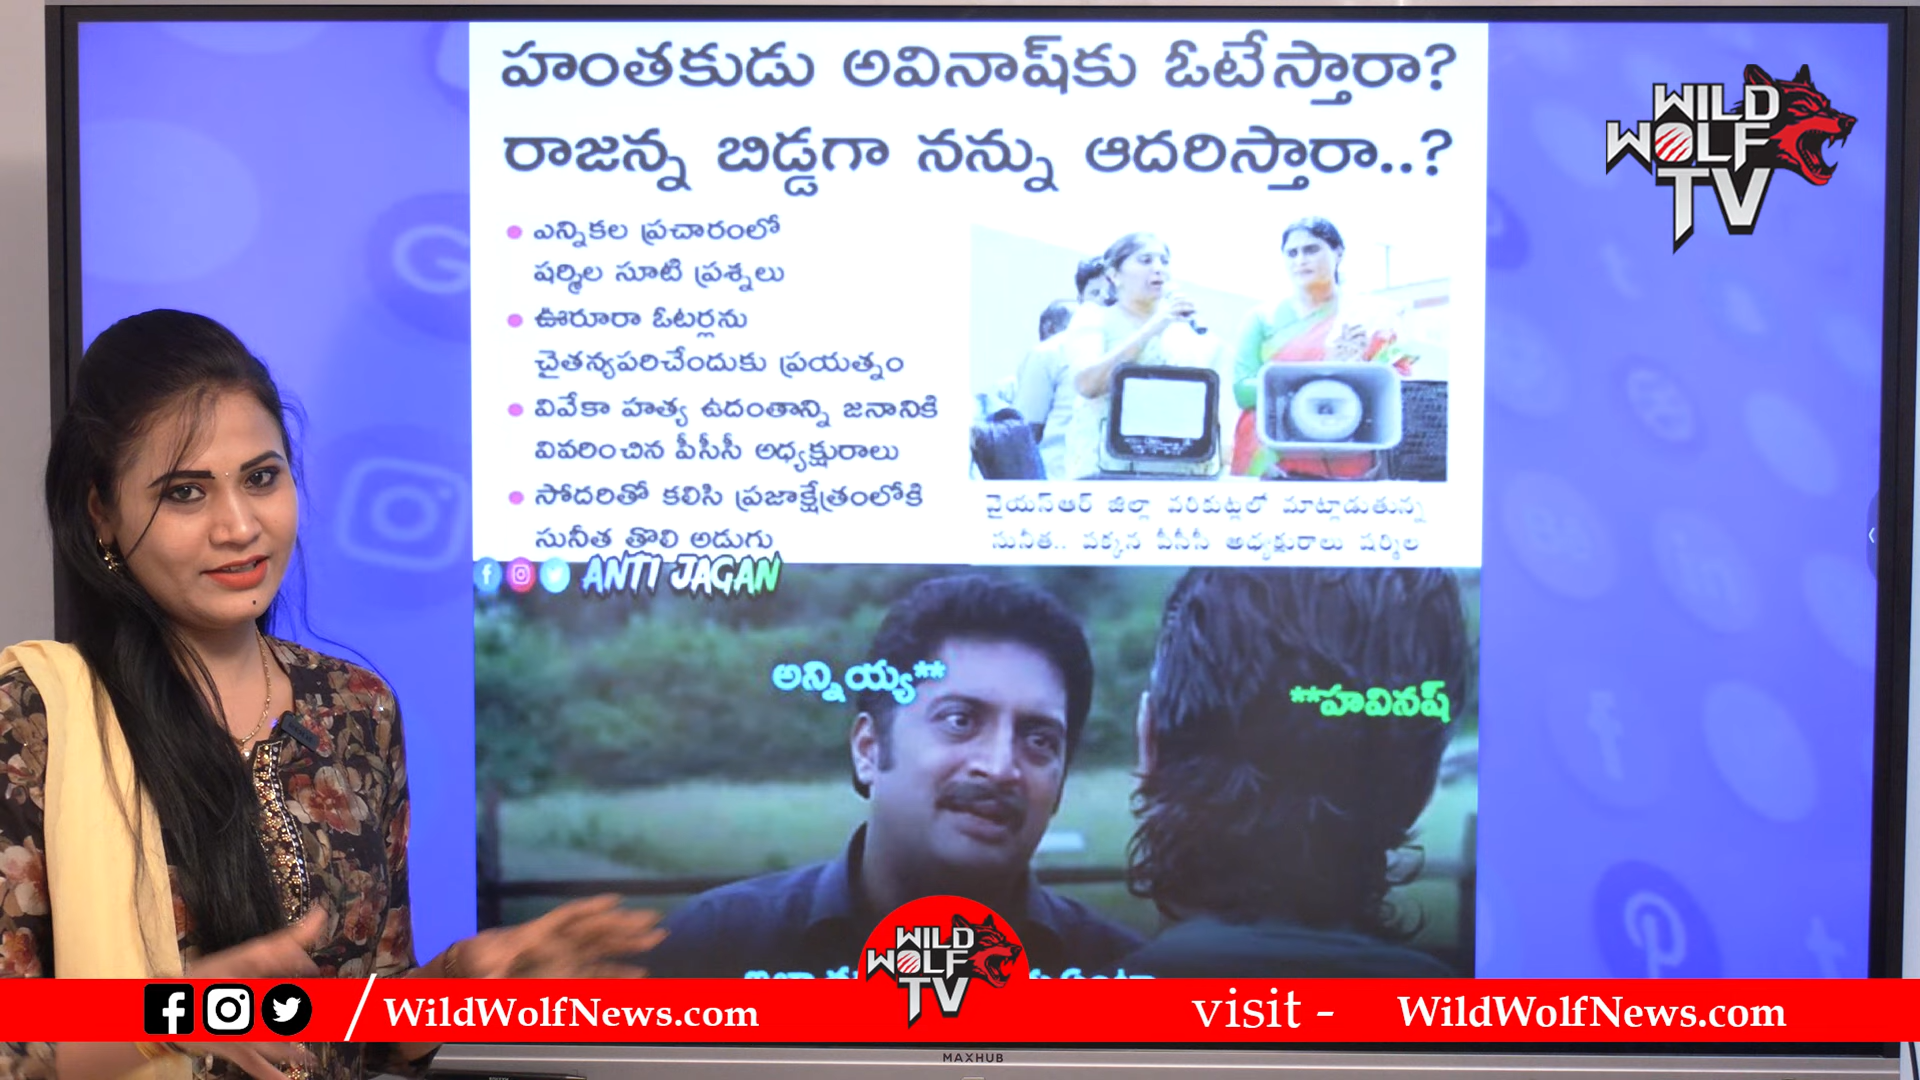 హంతకుడు అవినాష్‌కు ఓటేస్తారా?
రాజన్న బిడ్డగా నన్ను ఆదరిస్తారా..?
WILD
WOLF
TV
• ఎన్నికల ప్రచారంలో
షర్మిల సూటి ప్రశ్నలు
• ఊరూరా ఓటర్లను
చైతన్యపరిచేందుకు ప్రయత్నం
• వివేకా హత్య ఉదంతాన్ని జనానికి
వివరించిన పీసీసీ అధ్యక్షురాలు
• సోదరితో కలిసి ప్రజాక్షేత్రంలోకి
సునీత తొలి అడుగు
వైయస్ఆర్ జిల్లా పరికుట్లలో మాట్లాడుతున్న
సునీత.. పక్కన పీసీసీ అధ్యక్షురాలు షర్మిల
ANTI JAGAN
అన్నియ్య**
**హవినష్
WILD
WOLF
TV
WildWolfNews.com
visit - WildWolfNews.com
MAXHUB